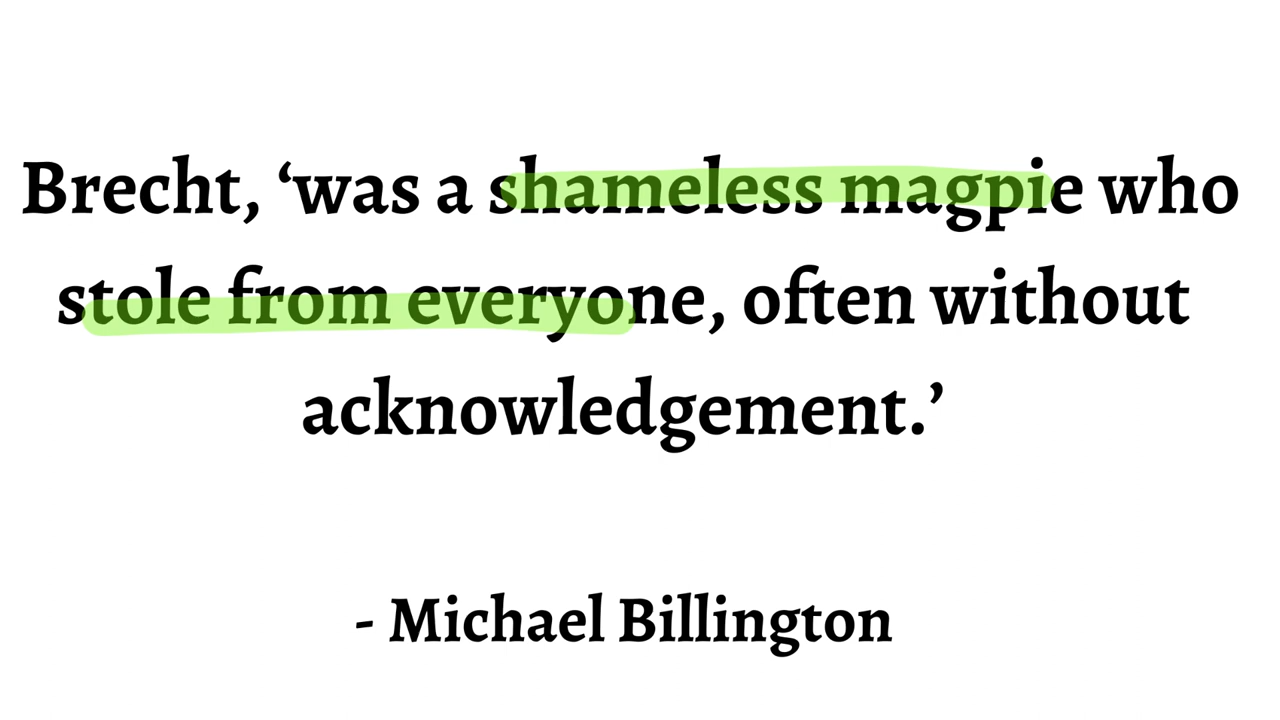 Brecht, ‘was a shameless magpie who
stole from everyone, often without
acknowledgement.’
- Michael Billington